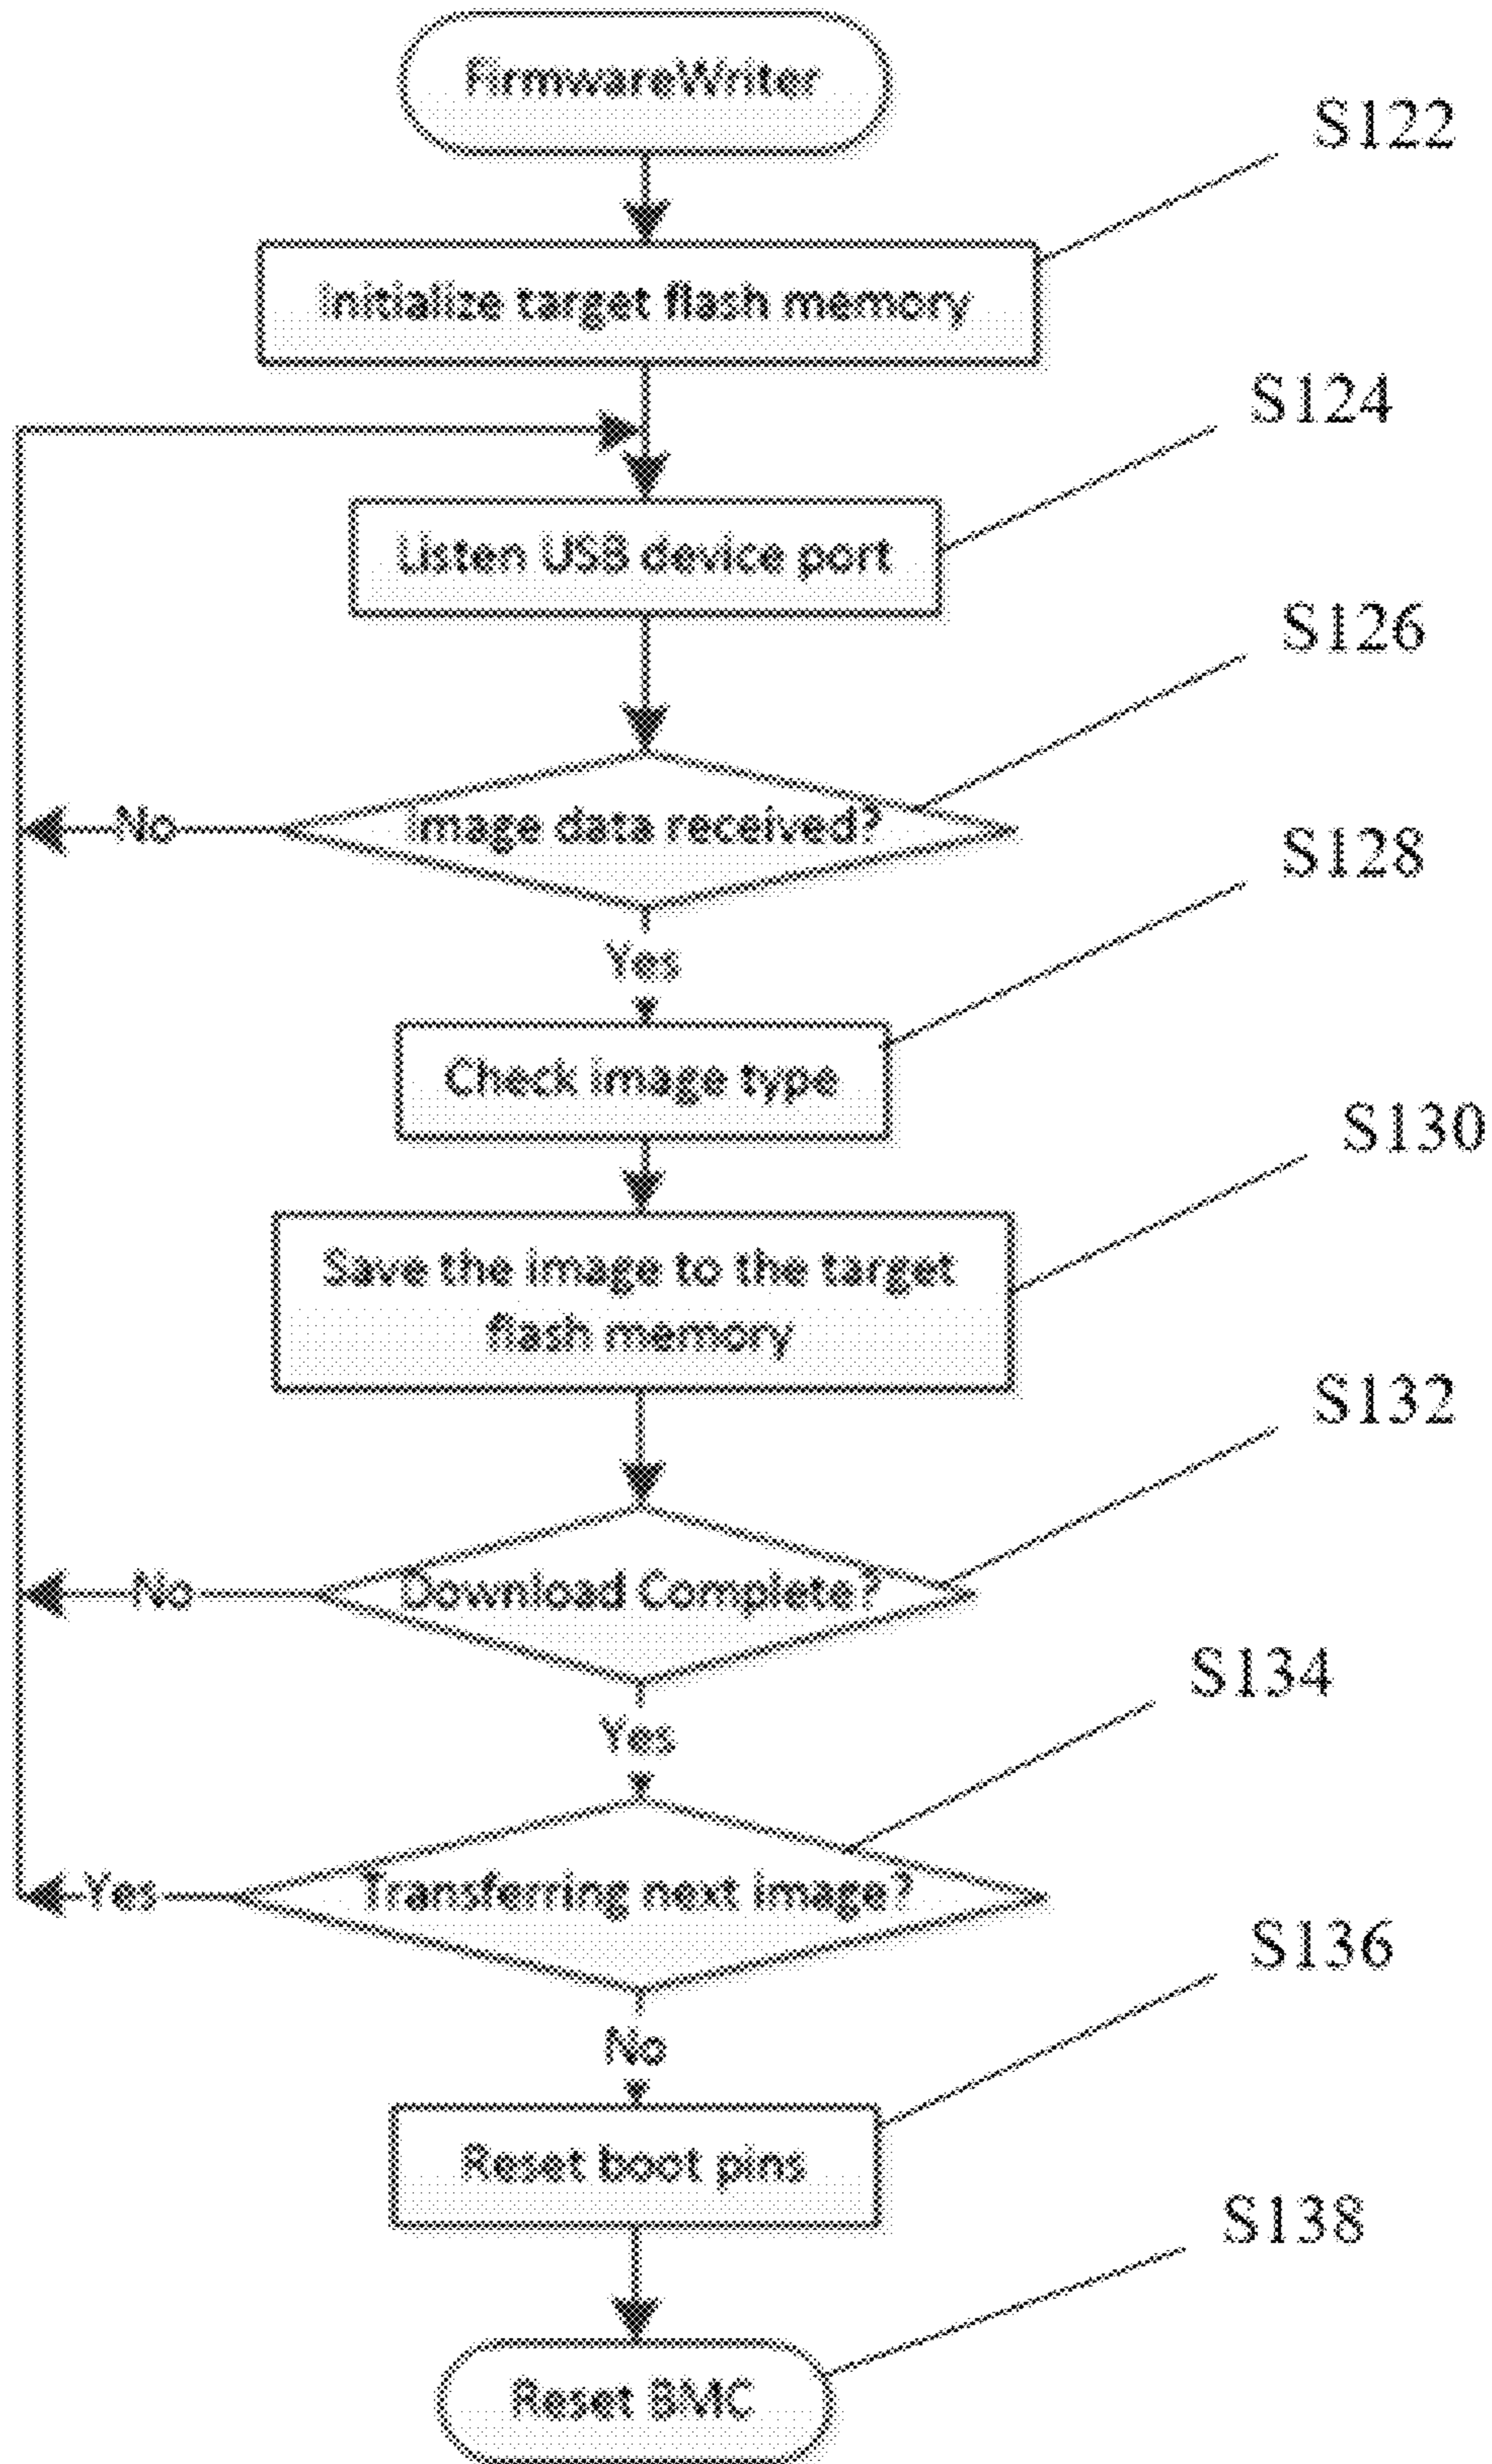 FirmwareWriter
S122
Initialize target flash memory
S124
Listen USB device port
S126
Image data received?
No
S128
Yes
Check image type
S130
Save the image to the target
flash memory
S132
Download Complete?
No
S134
Yes
Transferring next image?
Yes
S136
No
Reset boot pins
S138
Reset BMC